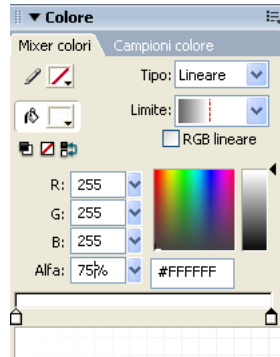 Colore
Mixer colori Campioni colore
Tipo: Lineare
Limite:
RGB lineare
R: 255
G: 255
B: 255
Alfa: 75%
#FFFFFF